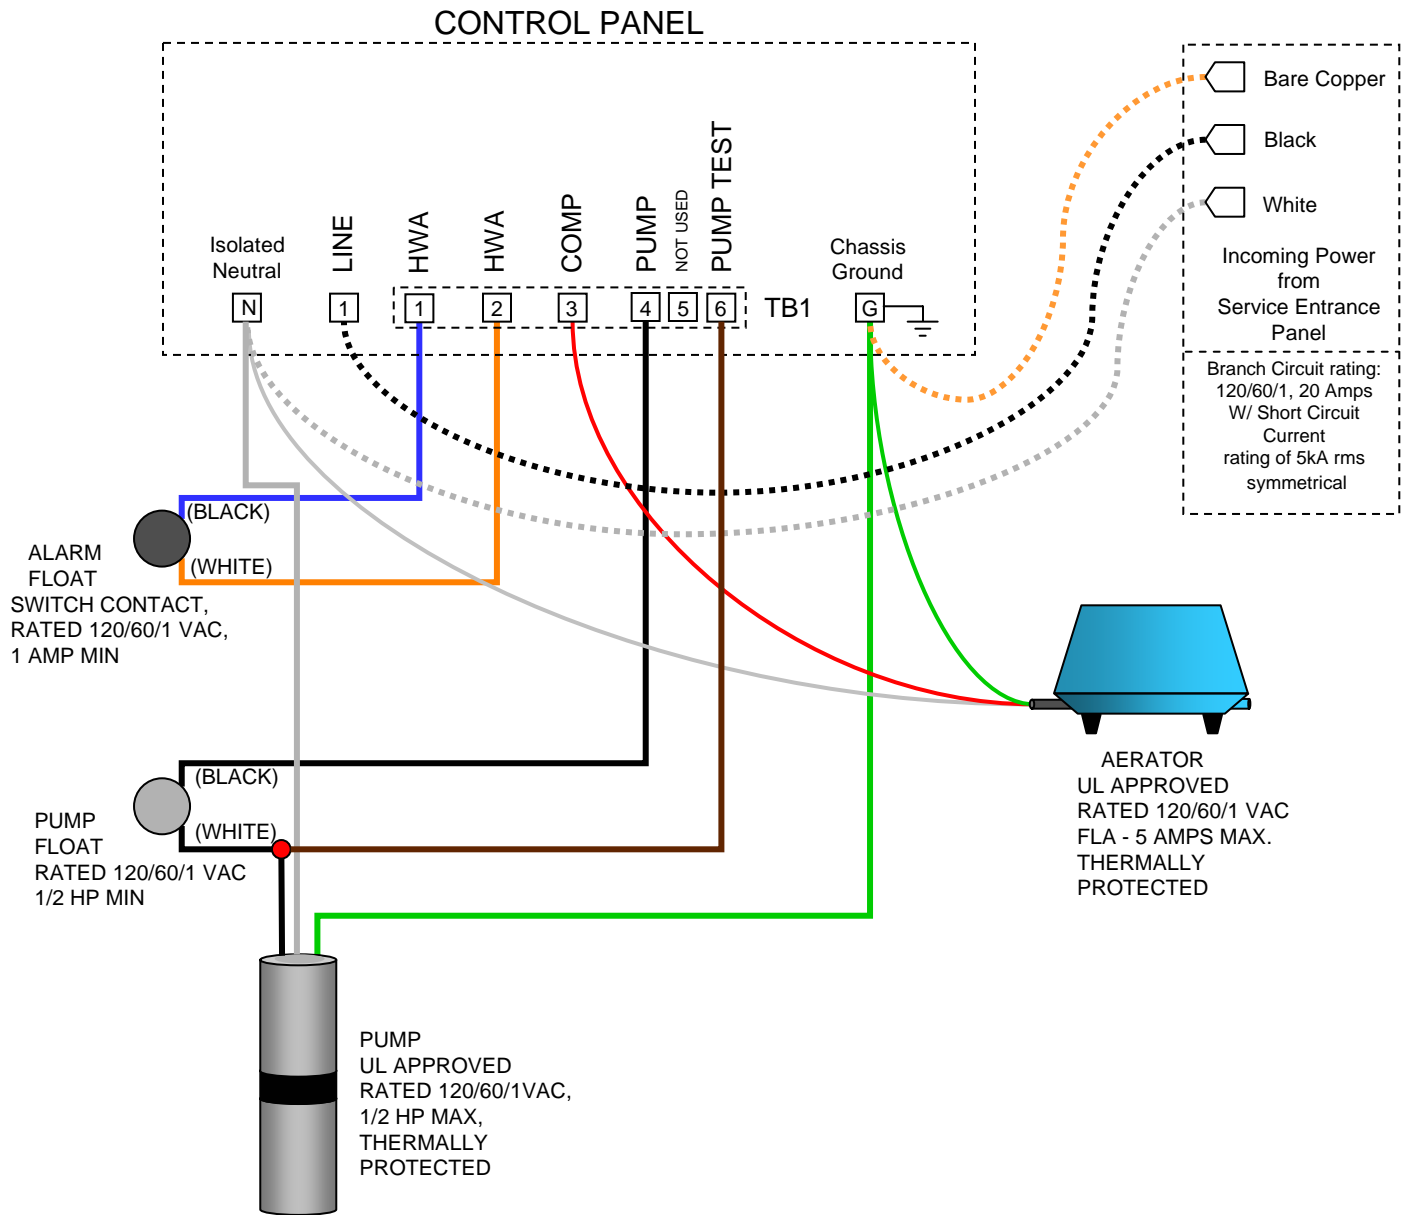 CONTROL PANEL
Bare Copper
Black
White
Incoming Power
from
Service Entrance
Panel
Branch Circuit rating:
120/60/1, 20 Amps
W/ Short Circuit
Current
rating of 5kA rms
symmetrical
Isolated
Neutral
LINE
HWA
HWA
COMP
PUMP
NOT USED
PUMP TEST
Chassis
Ground
N
1
1
2
3
4
5
6
TB1
G
(BLACK)
(WHITE)
ALARM
FLOAT
SWITCH CONTACT,
RATED 120/60/1 VAC,
1 AMP MIN
(BLACK)
(WHITE)
PUMP
FLOAT
RATED 120/60/1 VAC
1/2 HP MIN
AERATOR
UL APPROVED
RATED 120/60/1 VAC
FLA - 5 AMPS MAX.
THERMALLY
PROTECTED
PUMP
UL APPROVED
RATED 120/60/1VAC,
1/2 HP MAX,
THERMALLY
PROTECTED